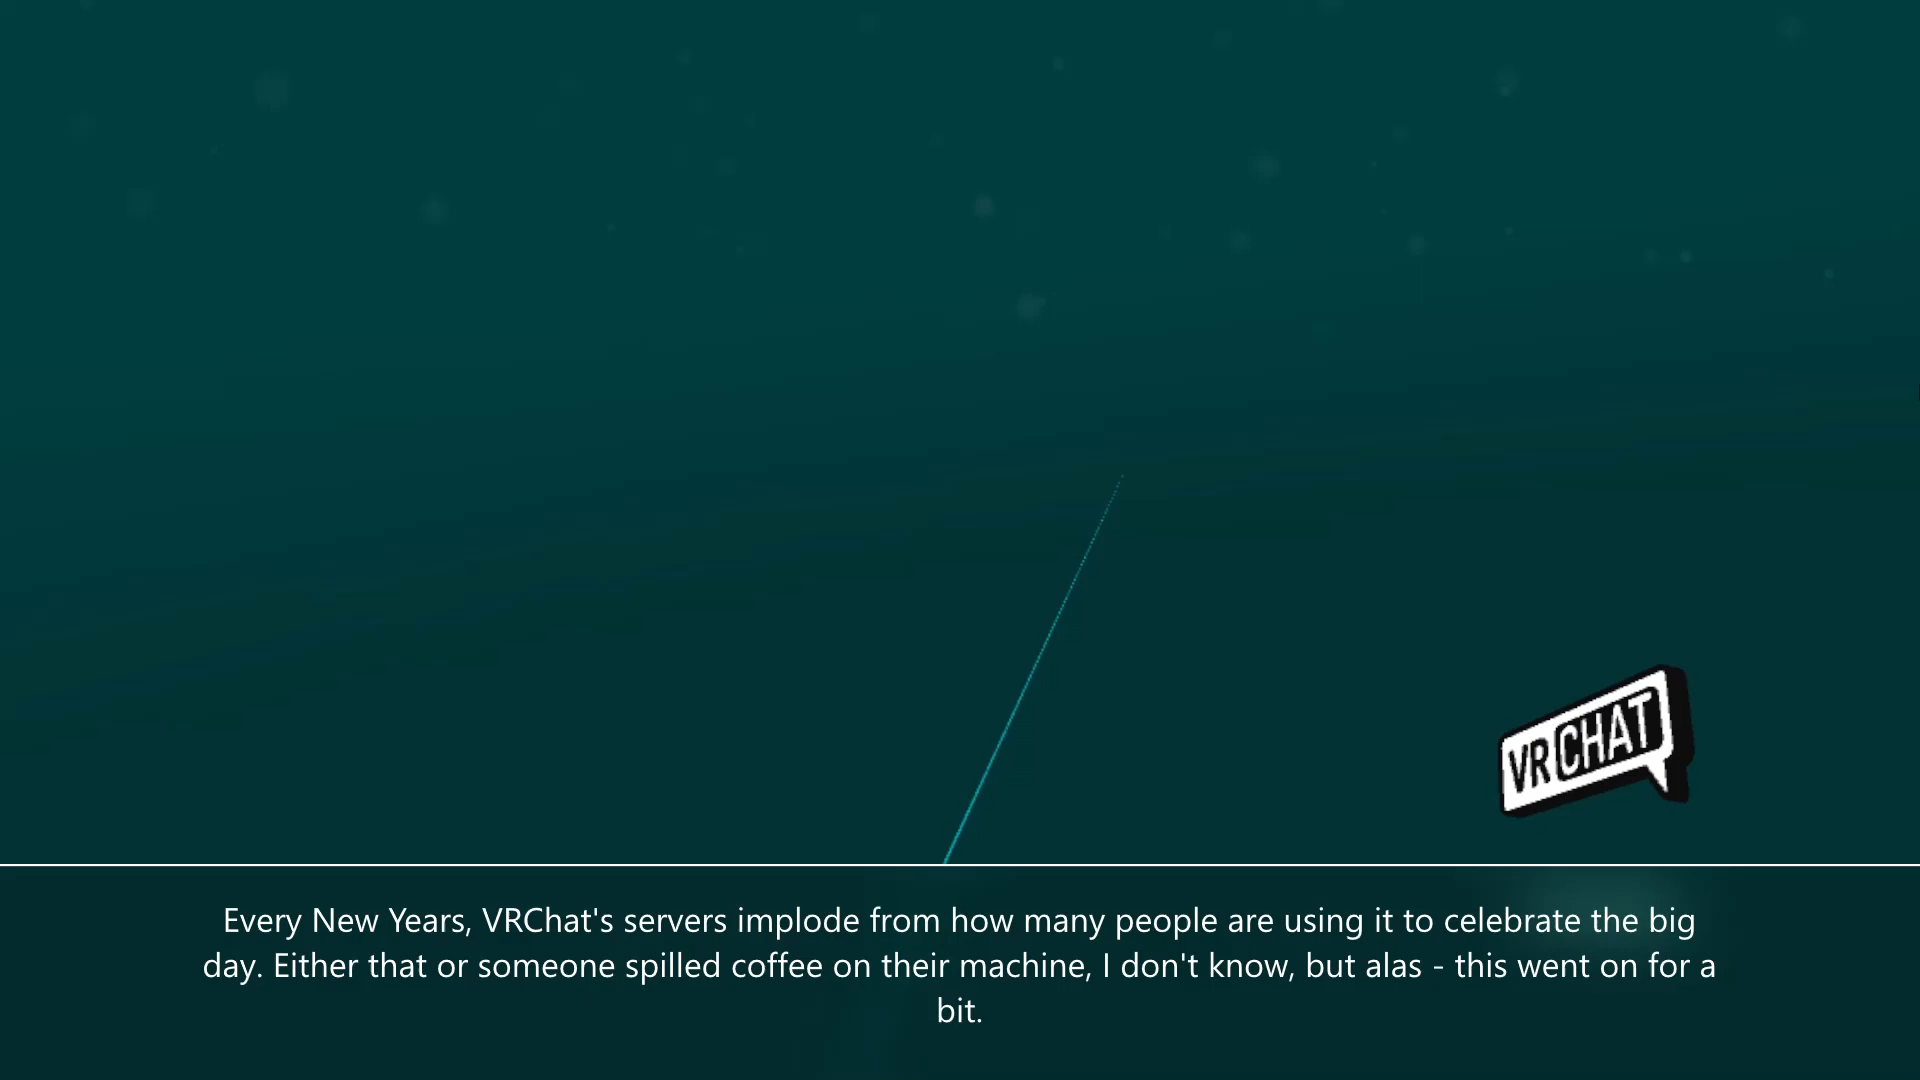 VRCHAT
Every New Years, VRChat's servers implode from how many people are using it to celebrate the big
day. Either that or someone spilled coffee on their machine, I don't know, but alas - this went on for a
bit.